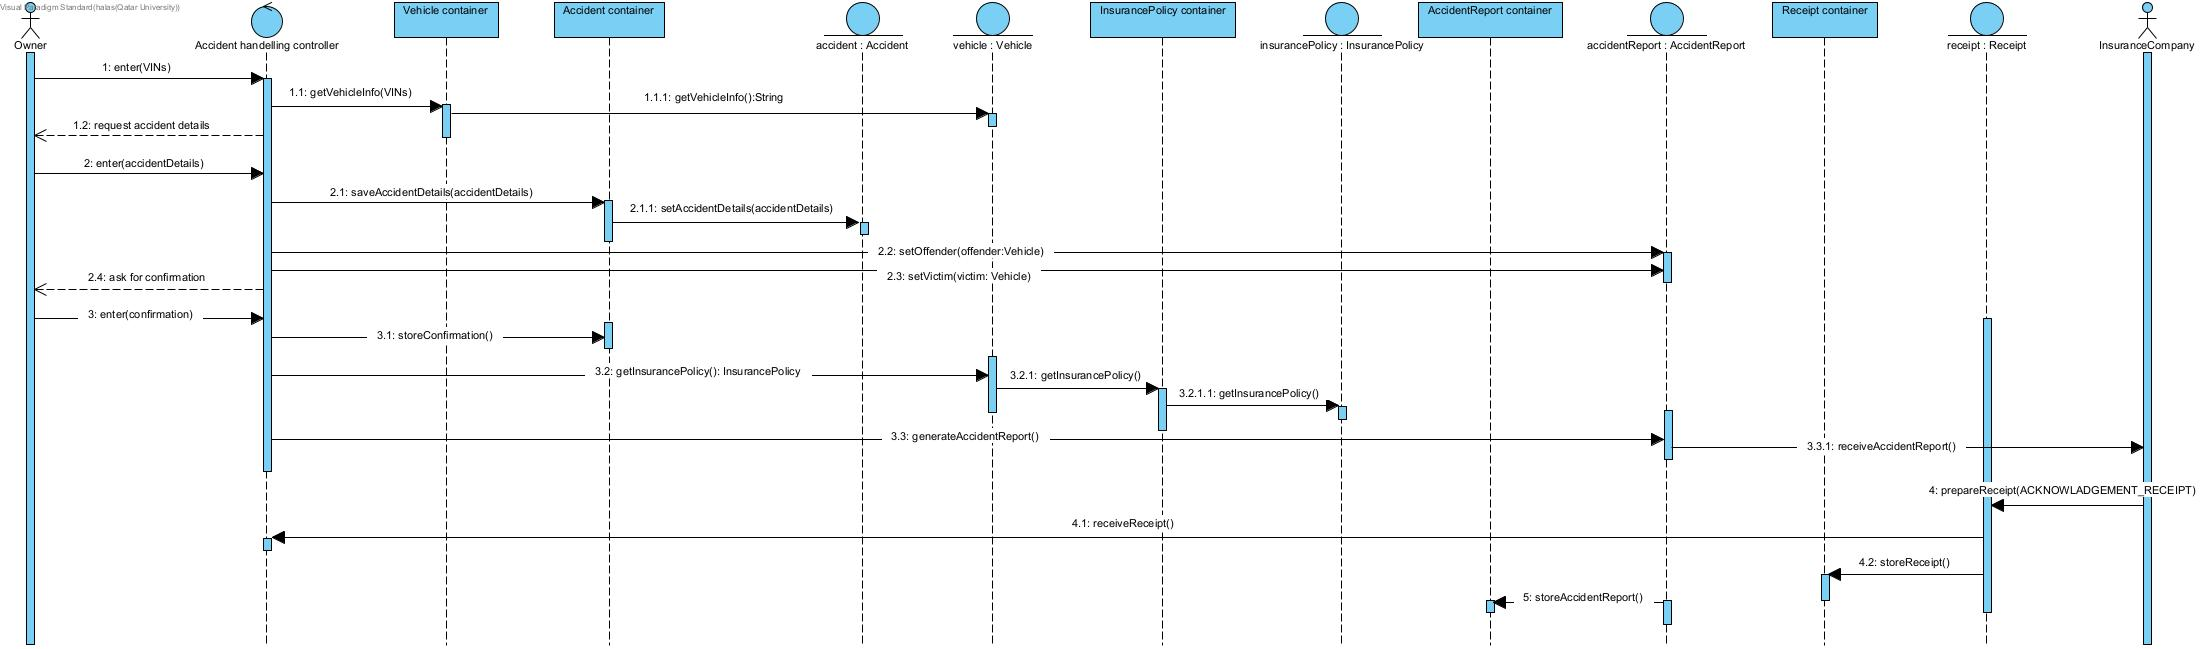 Visual Paradigm Standard(halas(Qatar University))
Owner
Accident handelling controller
Vehicle container
Accident container
accident : Accident
vehicle : Vehicle
InsurancePolicy container
insurancePolicy : InsurancePolicy
AccidentReport container
accidentReport : AccidentReport
Receipt container
receipt : Receipt
InsuranceCompany
1: enter(VINs)
1.1: getVehicleInfo(VINs)
1.1.1: getVehicleInfo():String
1.2: request accident details
2: enter(accidentDetails)
2.1: saveAccidentDetails(accidentDetails)
2.1.1: setAccidentDetails(accidentDetails)
2.2: setOffender(offender:Vehicle)
2.3: setVictim(victim: Vehicle)
2.4: ask for confirmation
3: enter(confirmation)
3.1: storeConfirmation()
3.2: getInsurancePolicy(): InsurancePolicy
3.2.1: getInsurancePolicy()
3.2.1.1: getInsurancePolicy()
3.3: generateAccidentReport()
3.3.1: receiveAccidentReport()
4: prepareReceipt(ACKNOWLADGEMENT_RECEIPT)
4.1: receiveReceipt()
4.2: storeReceipt()
5: storeAccidentReport()